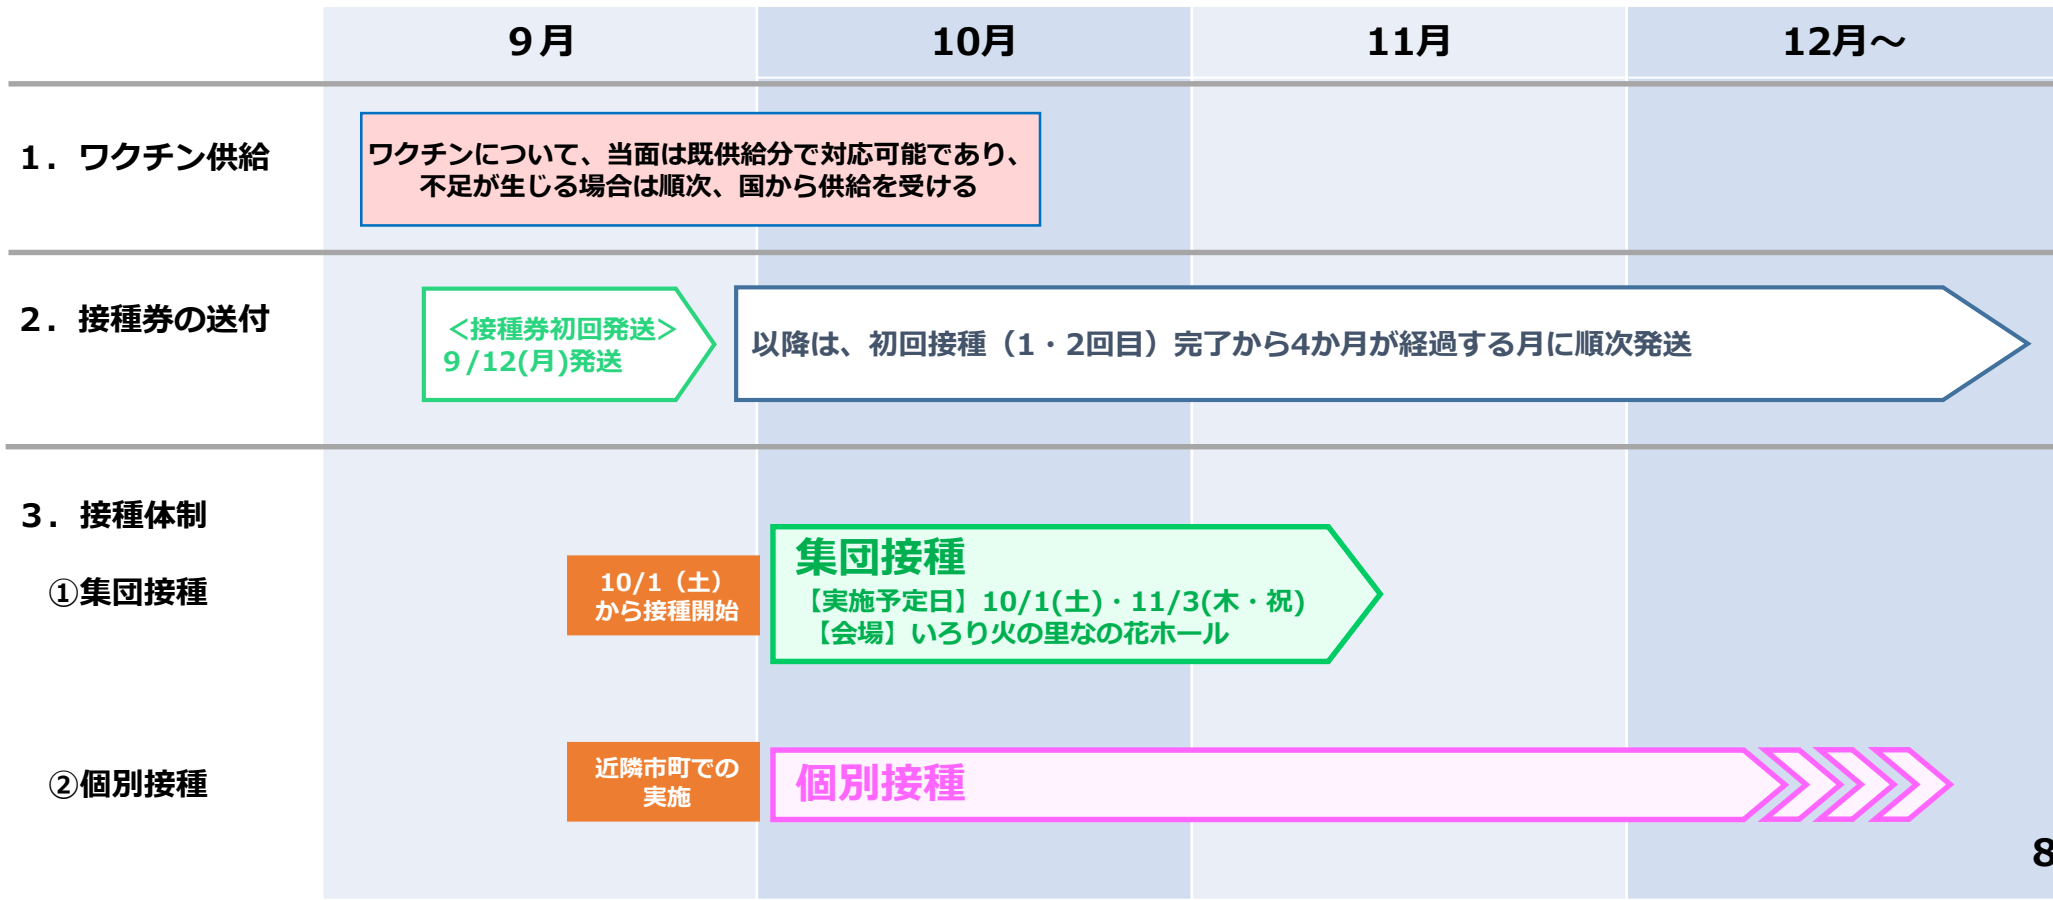 ９月
10月
11月
12月～
１．ワクチン供給
ワクチンについて、当面は既供給分で対応可能であり、
不足が生じる場合は順次、国から供給を受ける
２．接種券の送付
＜接種券初回発送＞
９/12(月)発送
以降は、初回接種（1・2回目）完了から4か月が経過する月に順次発送
３．接種体制
①集団接種
10/1（土）
から接種開始
集団接種
【実施予定日】10/1(土)・11/3(木・祝)
【会場】いろり火の里なの花ホール
②個別接種
近隣市町での
実施
個別接種
8